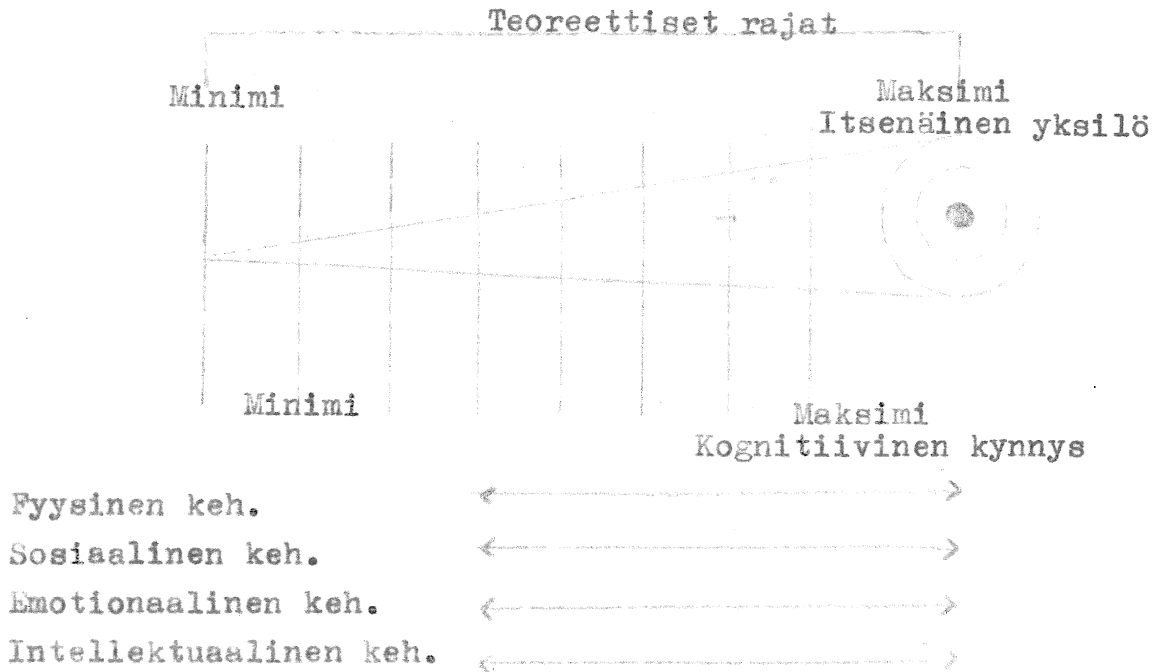 Teoreettiset rajat
Minimi
Maksimi
Itsenäinen yksilö
Minimi
Maksimi
Kognitiivinen kynnys
Fyysinen keh.
Sosiaalinen keh.
Emotionaalinen keh.
Intellektuaalinen keh.